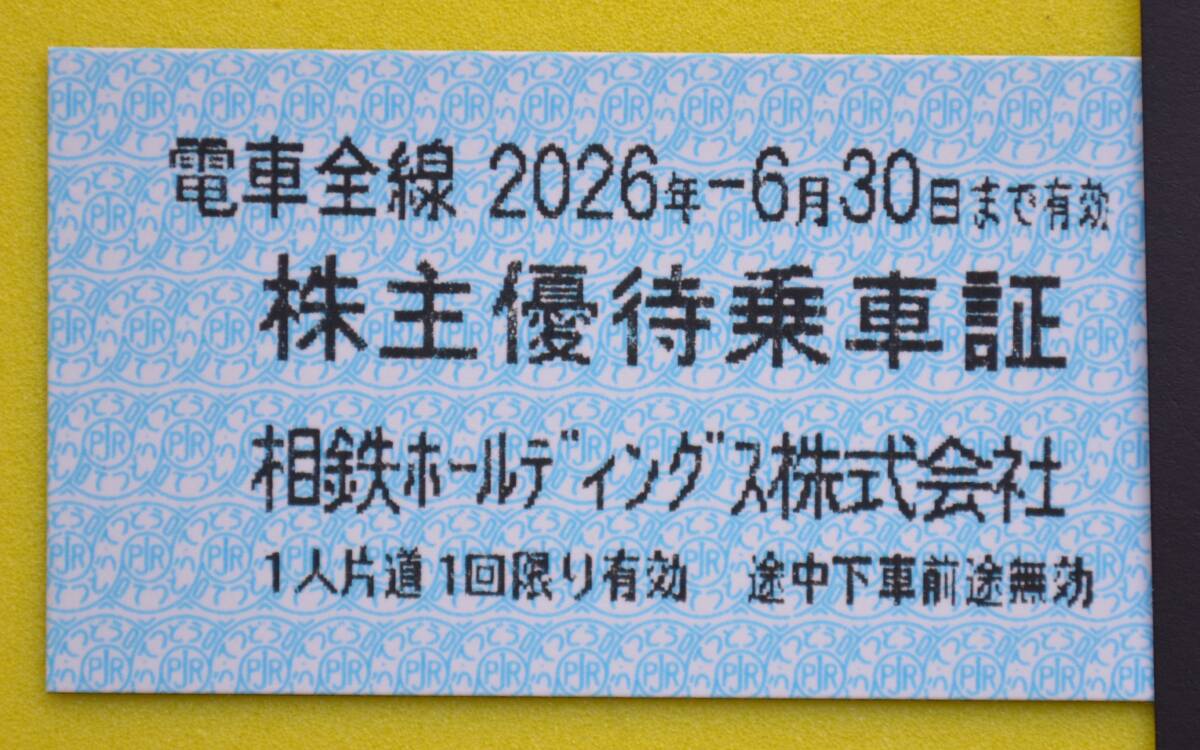 電車全線 2026年-6月30日まで有効
株主優待乗車証
相鉄ホールディングス株式会社
1人片道1回限り有効 途中下車前途無効